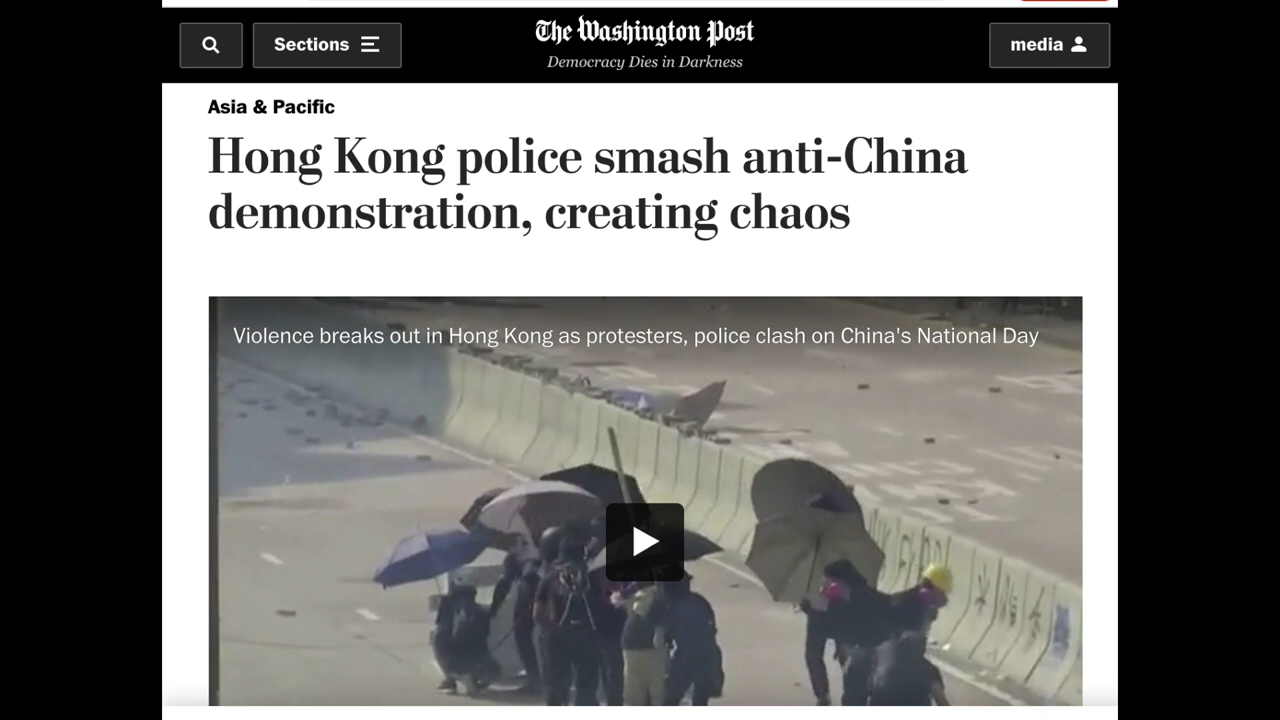 Sections
The Washington Post
Democracy Dies in Darkness
media
Asia & Pacific
Hong Kong police smash anti-China
demonstration, creating chaos
Violence breaks out in Hong Kong as protesters, police clash on China's National Day